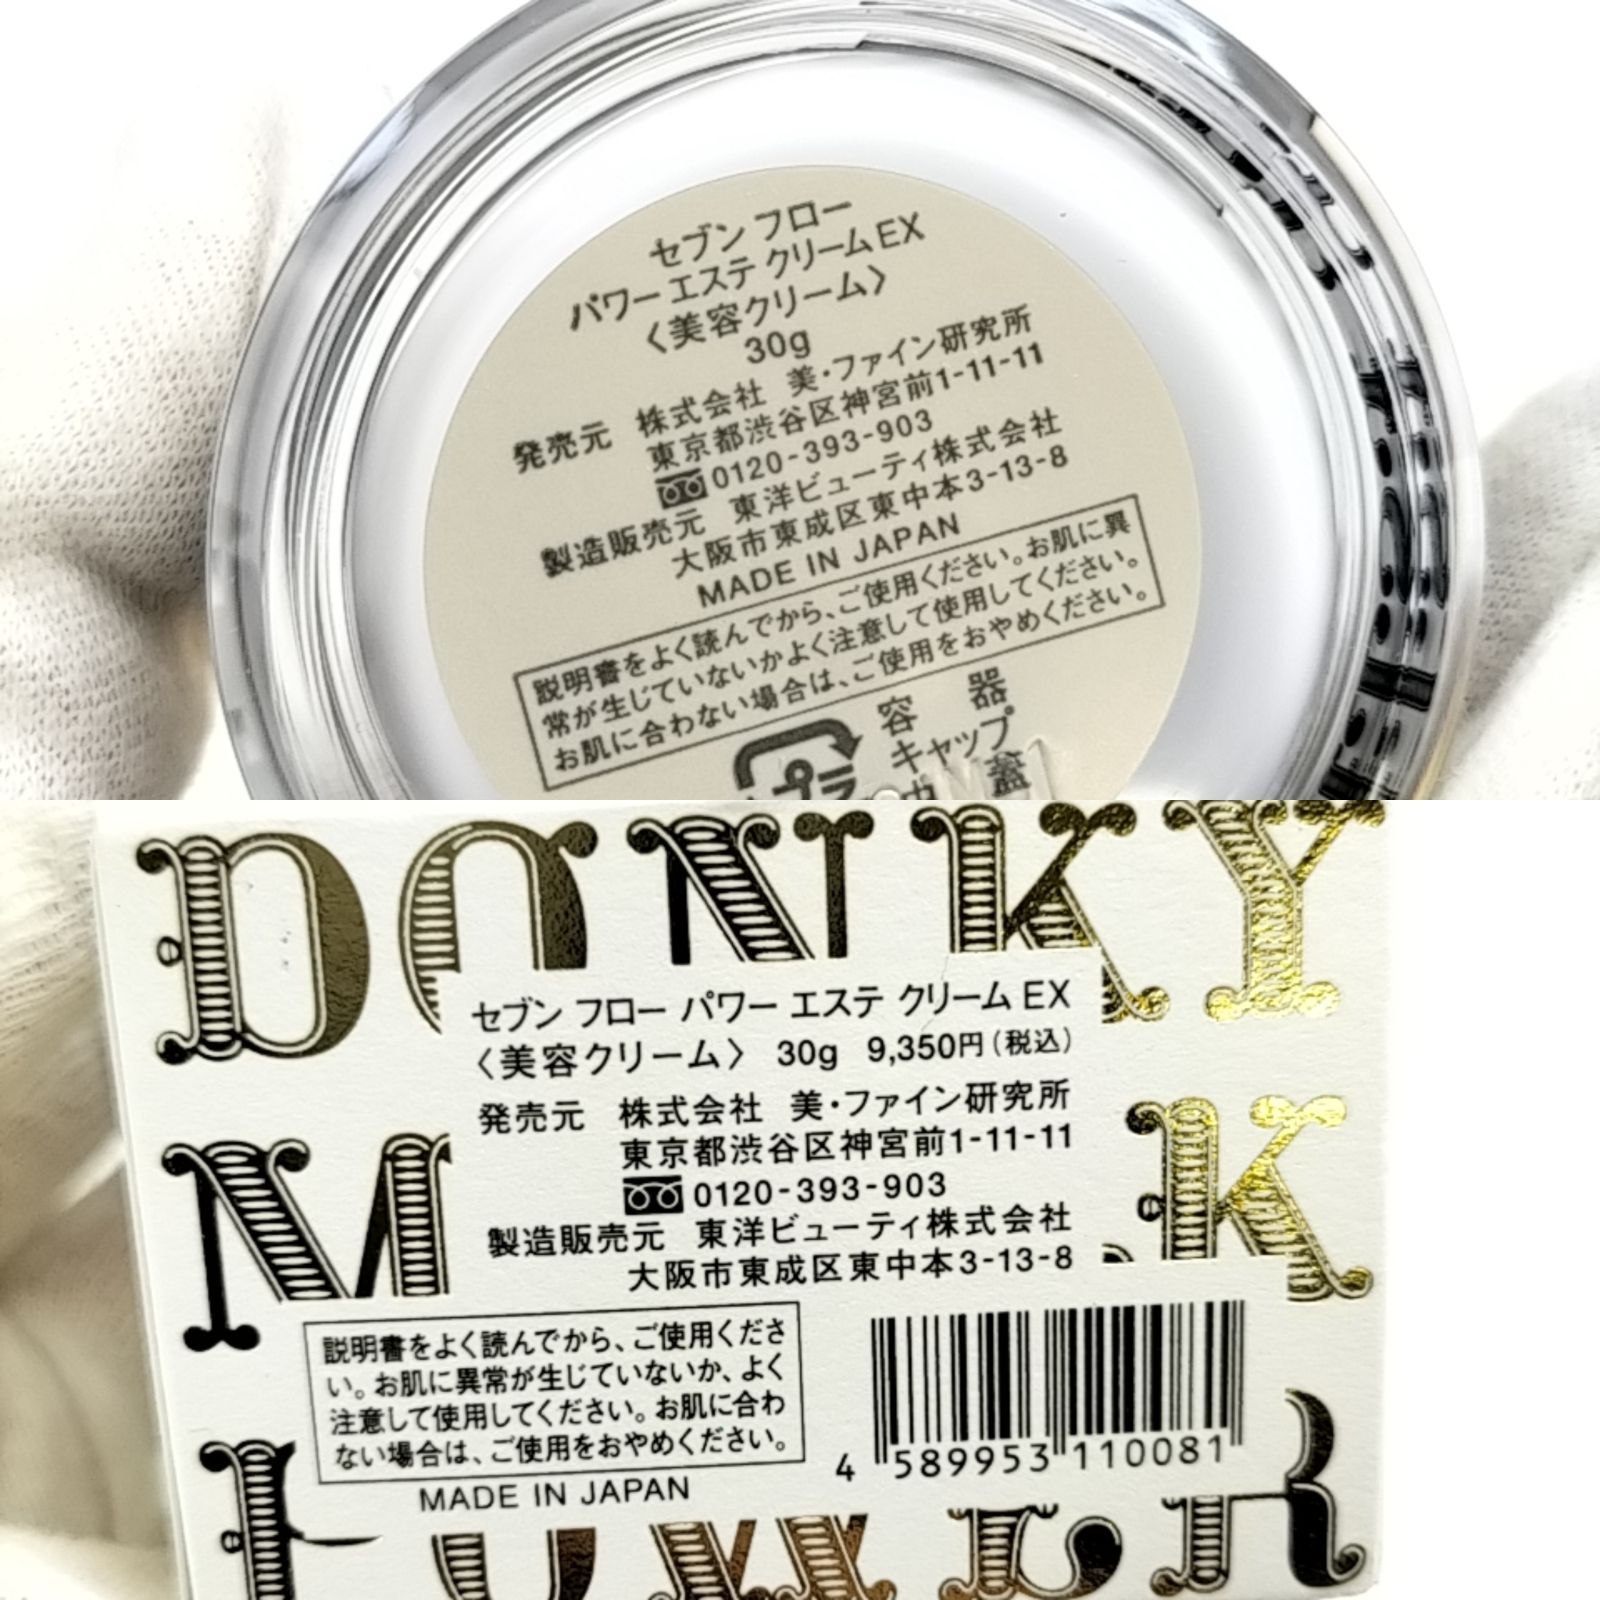 セブン フロー
パワー エステ クリーム EX
〈美容クリーム〉
30g
発売元 株式会社 美・ファイン研究所
東京都渋谷区神宮前1-11-11
0120-393-903
製造販売元 東洋ビューティ株式会社
大阪市東成区東中本3-13-8
MADE IN JAPAN
説明書をよく読んでから、ご使用ください。お肌に異
常が生じていないかよく注意して使用してください。
お肌に合わない場合は、ご使用をおやめください。
容 器
キャップ
プラ
蓋
DONKY
セブン フロー パワー エステ クリーム EX
〈美容クリーム〉 30g 9,350円(税込)
発売元 株式会社 美・ファイン研究所
東京都渋谷区神宮前1-11-11
0120-393-903
製造販売元 東洋ビューティ株式会社
大阪市東成区東中本3-13-8
説明書をよく読んでから、ご使用くださ
い。お肌に異常が生じていないか、よく
注意して使用してください。お肌に合わ
ない場合は、ご使用をおやめください。
MADE IN JAPAN
4 589953 110081